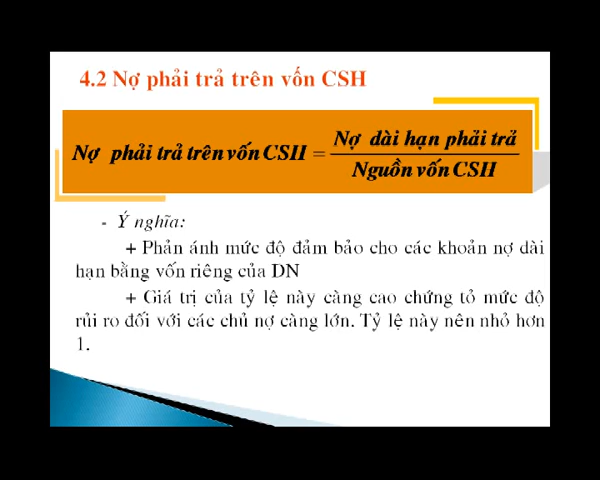 4.2 Nợ phải trả trên vốn CSH
Nợ phải trả trên vốn CSH = Nợ dài hạn phải trả
Nguồn vốn CSH
- Ý nghĩa:
+ Phản ánh mức độ đảm bảo cho các khoản nợ dài
hạn bằng vốn riêng của DN
+ Giá trị của tỷ lệ này càng cao chứng tỏ mức độ
rủi ro đối với các chủ nợ càng lớn. Tỷ lệ này nên nhỏ hơn
1.